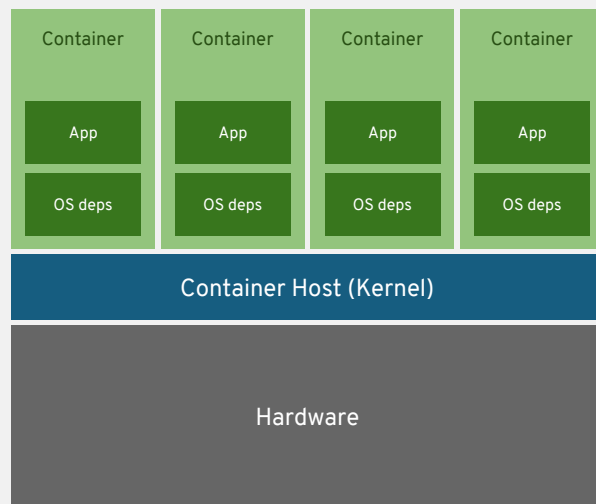 Container
Container
Container
Container
App
App
App
App
OS deps
OS deps
OS deps
OS deps
Container Host (Kernel)
Hardware